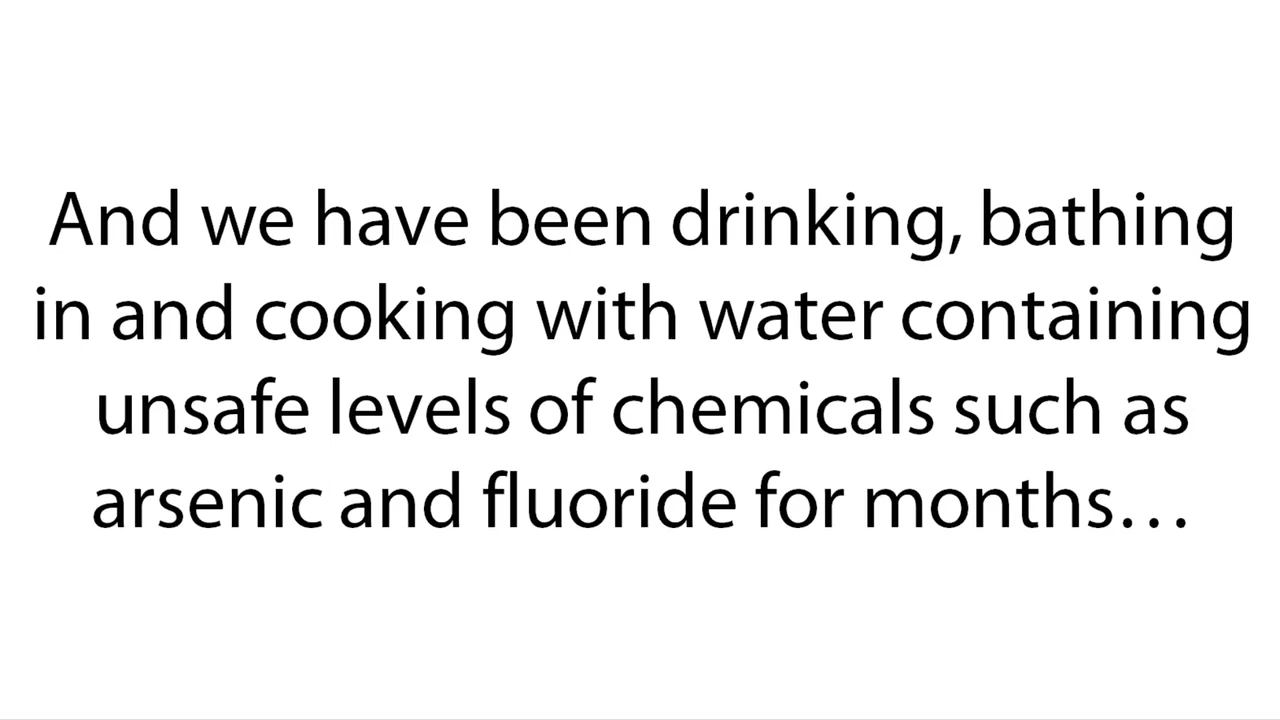 And we have been drinking, bathing
in and cooking with water containing
unsafe levels of chemicals such as
arsenic and fluoride for months…